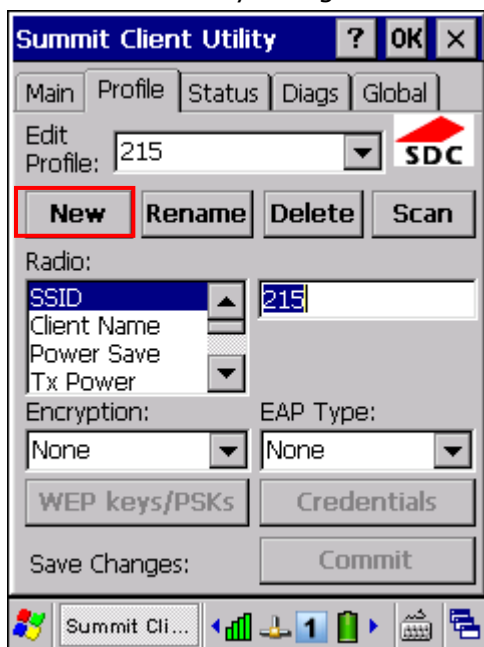 Summit Client Utility ? OK ×
Main Profile Status Diags Global
Edit Profile: 215 SDC
New Rename Delete Scan
Radio:
SSID 215
Client Name
Power Save
Tx Power
Encryption: EAP Type:
None None
WEP keys/PSKs Credentials
Save Changes: Commit
Summit Cli... 1